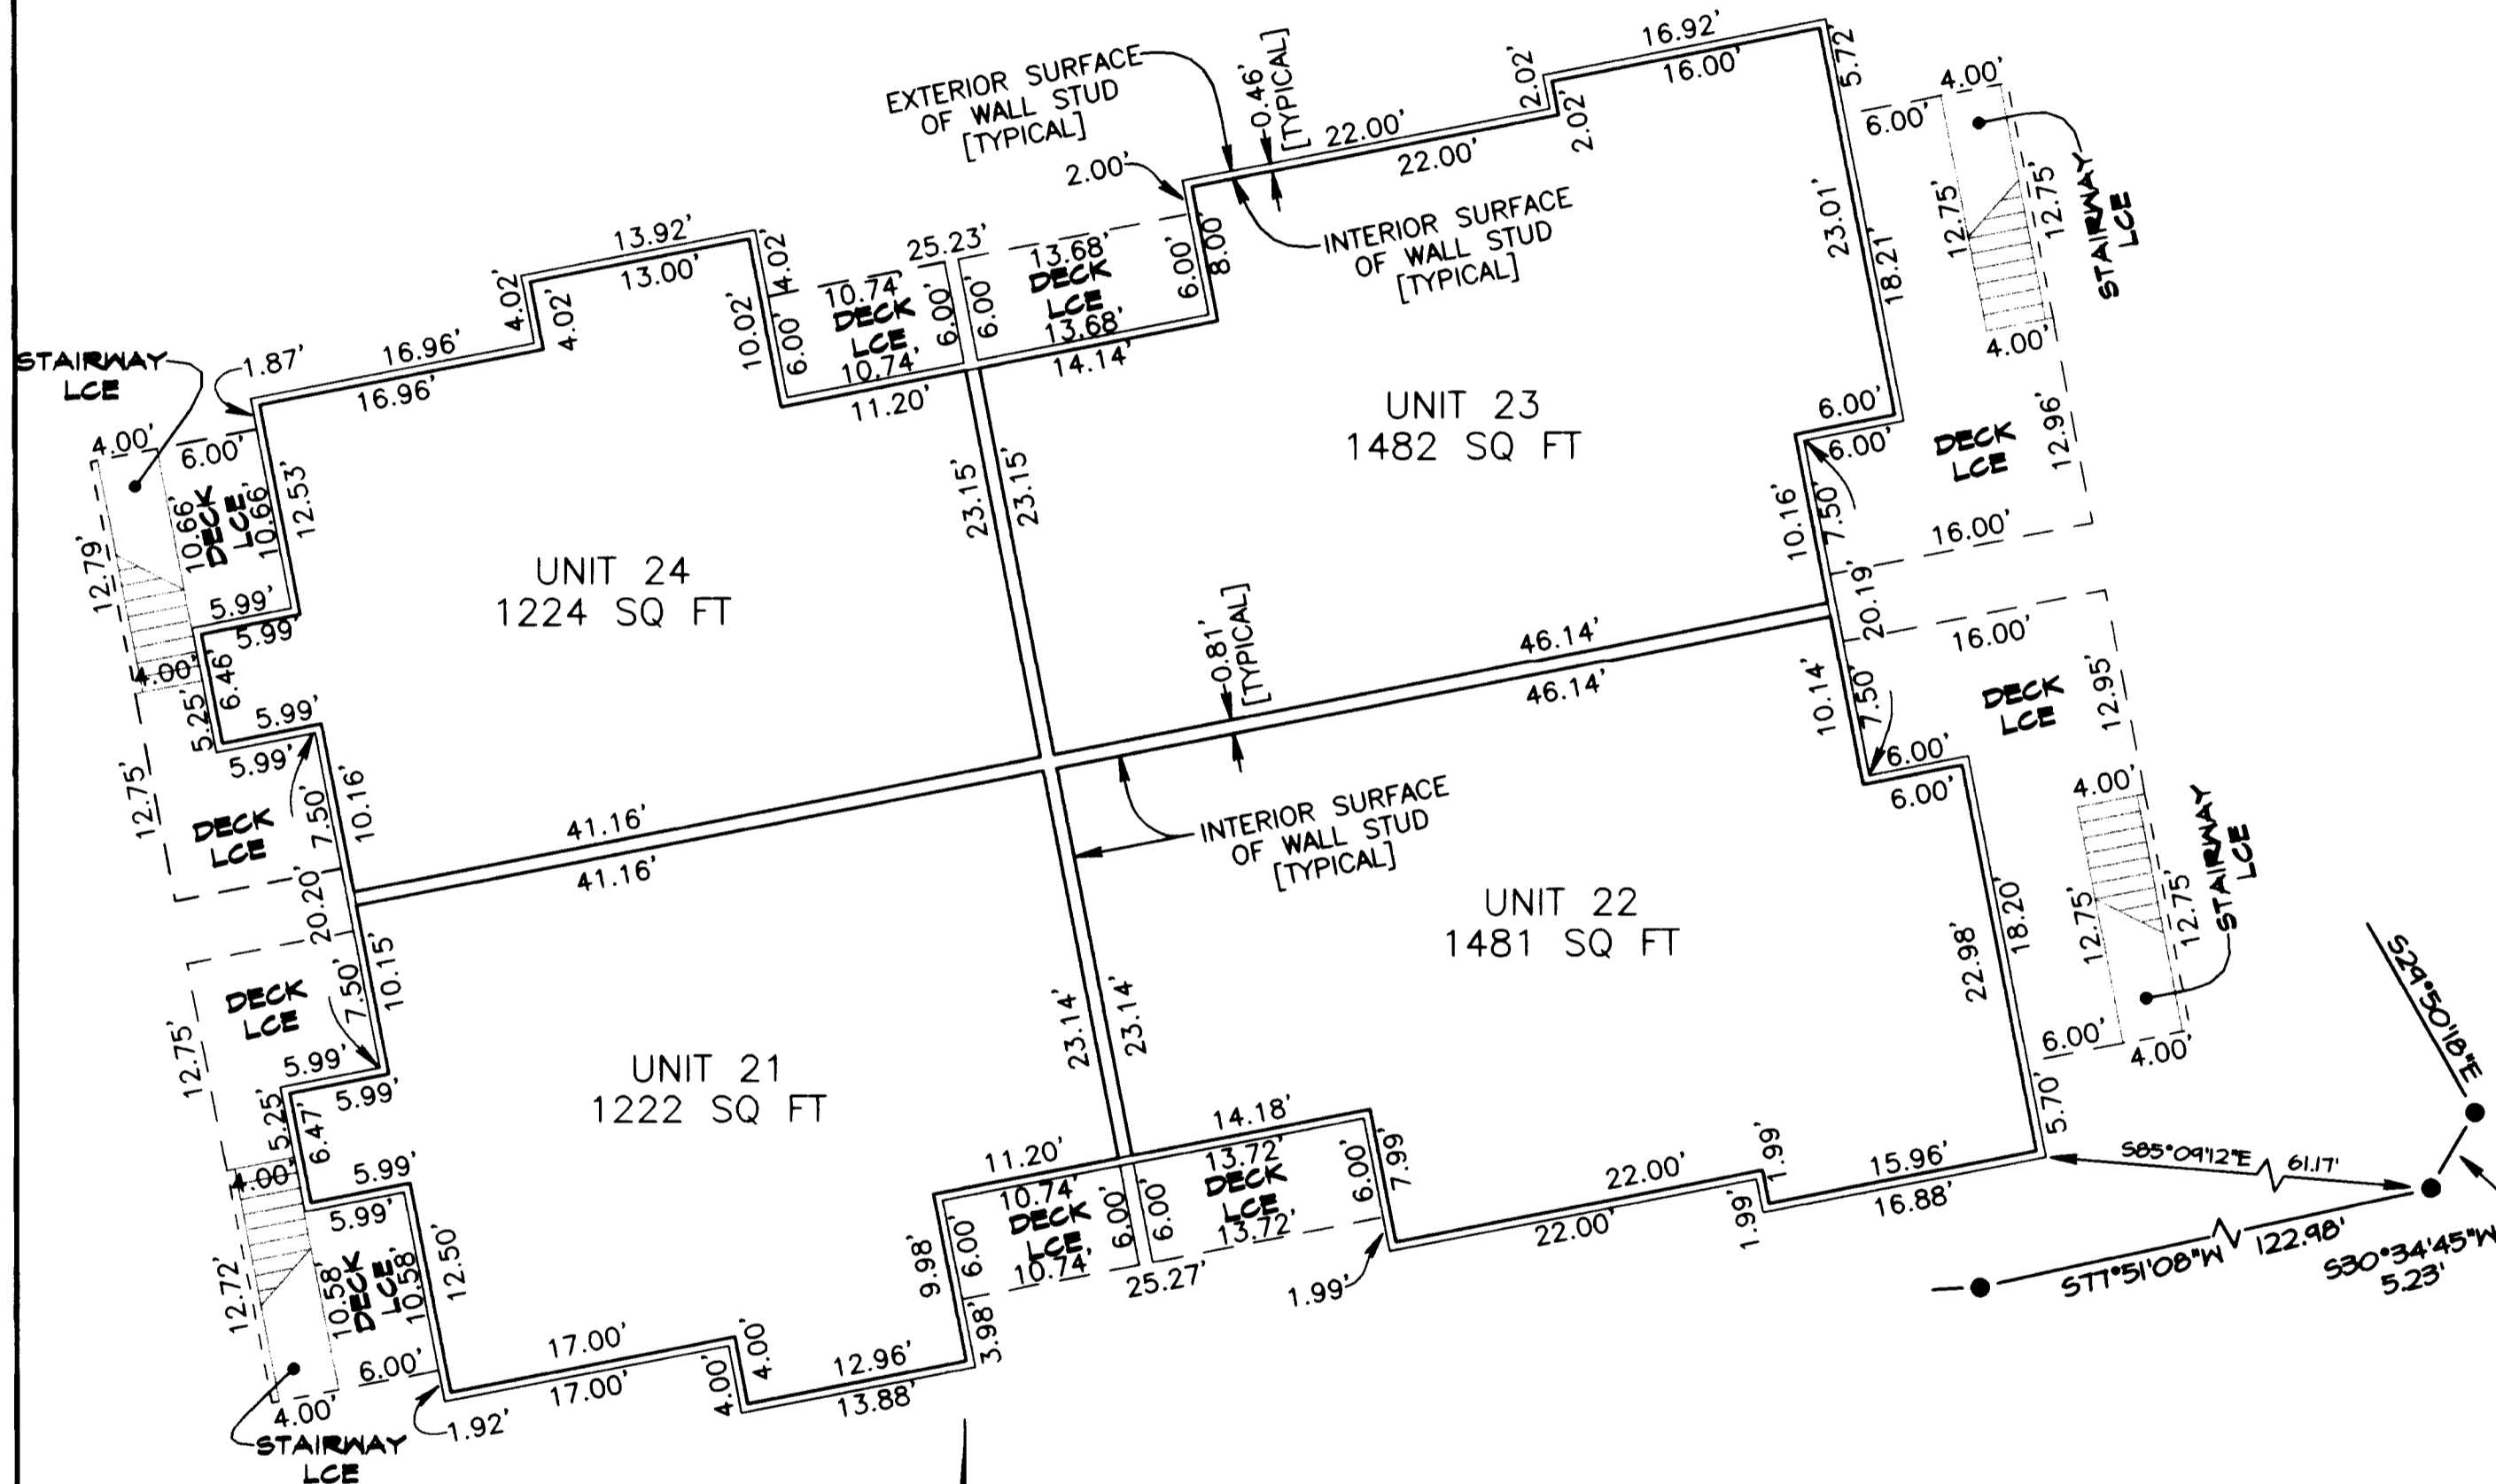 16.92'
16.00'
5.72'
2.02'
2.02'
EXTERIOR SURFACE
OF WALL STUD
[TYPICAL]
0.46'
[TYPICAL]
22.00'
22.00'
2.00'
INTERIOR SURFACE
OF WALL STUD
[TYPICAL]
4.00'
6.00'
12.75'
12.75'
STAIRWAY
LCE
4.00'
23.01'
18.21'
13.92'
13.00'
4.02'
4.02'
4.02'
10.02'
6.00'
25.23'
10.74'
DECK
LCE
10.74'
6.00'
11.20'
6.00'
13.68'
DECK
LCE
13.68'
14.14'
6.00'
8.00'
STAIRWAY
LCE
1.87'
16.96'
16.96'
4.00'
6.00'
10.66'
DECK
LCE
10.66'
12.53'
12.79'
5.99'
5.99'
4.00'
6.46'
5.25'
5.99'
5.99'
12.75'
DECK
LCE
7.50'
10.16'
20.20'
UNIT 24
1224 SQ FT
23.15'
23.15'
41.16'
41.16'
UNIT 23
1482 SQ FT
6.00'
6.00'
10.16'
7.50'
DECK
LCE
12.96'
16.00'
20.19'
16.00'
46.14'
46.14'
0.81'
[TYPICAL]
10.14'
7.50'
DECK
LCE
12.95'
6.00'
6.00'
4.00'
12.75'
12.75'
STAIRWAY
LCE
6.00'
4.00'
INTERIOR SURFACE
OF WALL STUD
[TYPICAL]
UNIT 22
1481 SQ FT
22.98'
18.20'
5.70'
DECK
LCE
7.50'
10.15'
12.75'
5.99'
5.99'
5.25'
6.47'
4.00'
5.99'
5.99'
12.72'
10.58'
DECK
LCE
10.58'
12.50'
6.00'
4.00'
STAIRWAY
LCE
1.92'
UNIT 21
1222 SQ FT
23.14'
23.14'
17.00'
17.00'
4.00'
4.00'
12.96'
13.88'
3.98'
9.98'
6.00'
11.20'
10.74'
DECK
LCE
10.74'
6.00'
25.27'
14.18'
13.72'
DECK
LCE
13.72'
6.00'
6.00'
7.99'
1.99'
22.00'
22.00'
1.99'
1.99'
15.96'
16.88'
S29°50'18"E
S85°09'12"E 61.17'
S77°51'08"W 122.98'
S30°34'45"W
5.23'